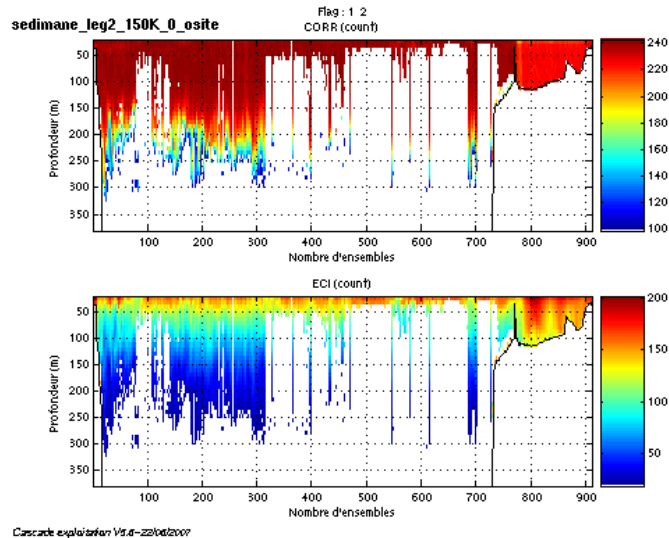 Flag : 1 2
sedimane_leg2_150K_0_osite
CORR (count)
50
100
150
200
250
300
350
Profondeur (m)
100 200 300 400 500 600 700 800 900
Nombre d'ensembles
240
220
200
180
160
140
120
100
ECI (count)
50
100
150
200
250
300
350
Profondeur (m)
100 200 300 400 500 600 700 800 900
Nombre d'ensembles
200
150
100
50
Cascade exploitation V5.6-22/06/2007